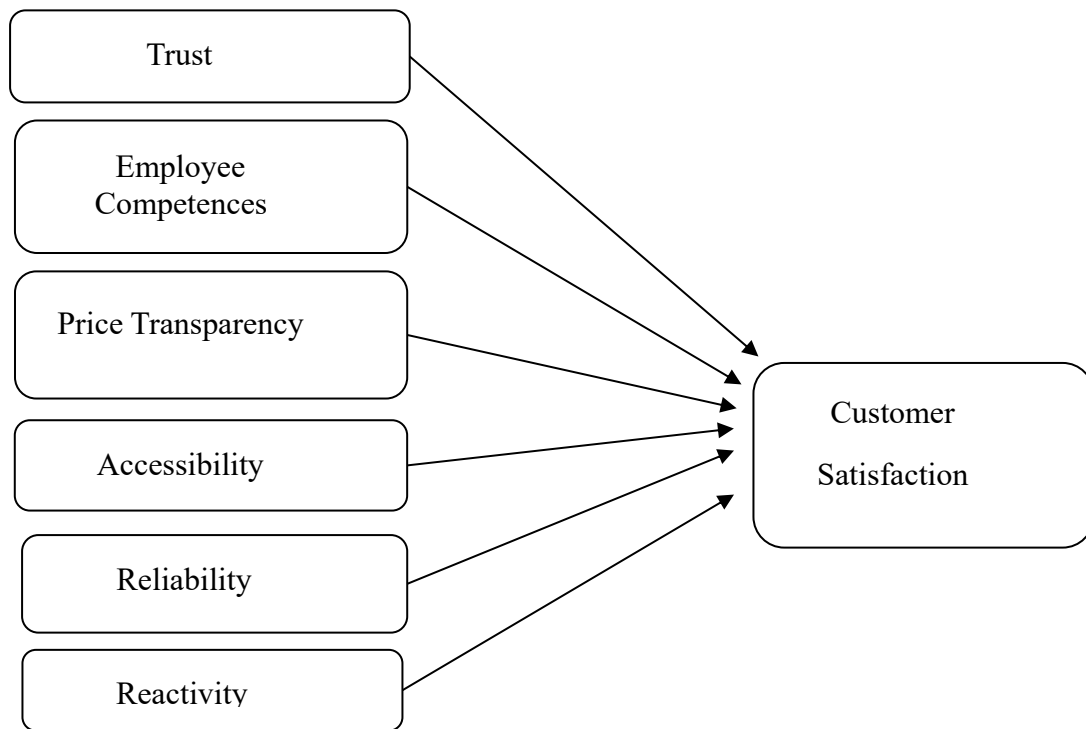 Trust
Employee
Competences
Price Transparency
Accessibility
Reliability
Reactivity
Customer
Satisfaction